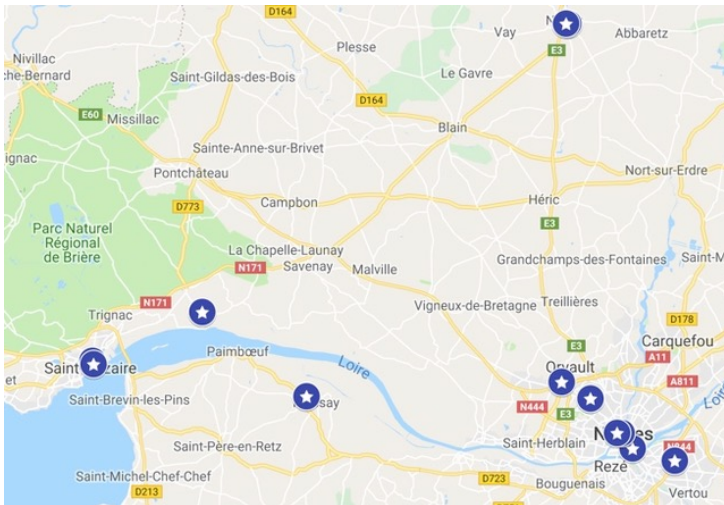 D164
Plesse
Vay
Abbaretz
E3
Nivillac
Saint-Gildas-des-Bois
Le Gavre
D164
E60
Missillac
Blain
Sainte-Anne-sur-Brivet
Pontchâteau
Nort-sur-Erdre
D773
Campbon
Héric
E3
Parc Naturel
Régional
de Brière
La Chapelle-Launay
N171
Savenay
Malville
Grandchamps-des-Fontaines
N171
Trignac
Vigneux-de-Bretagne
Treillières
D178
Carquefou
E3
Paimbœuf
Loire
A11
A811
Saint-Brevin-les-Pins
N444
E3
Saint-Herblain
N844
Saint-Père-en-Retz
Rezé
Saint-Michel-Chef-Chef
D723
Bouguenais
D213
Vertou